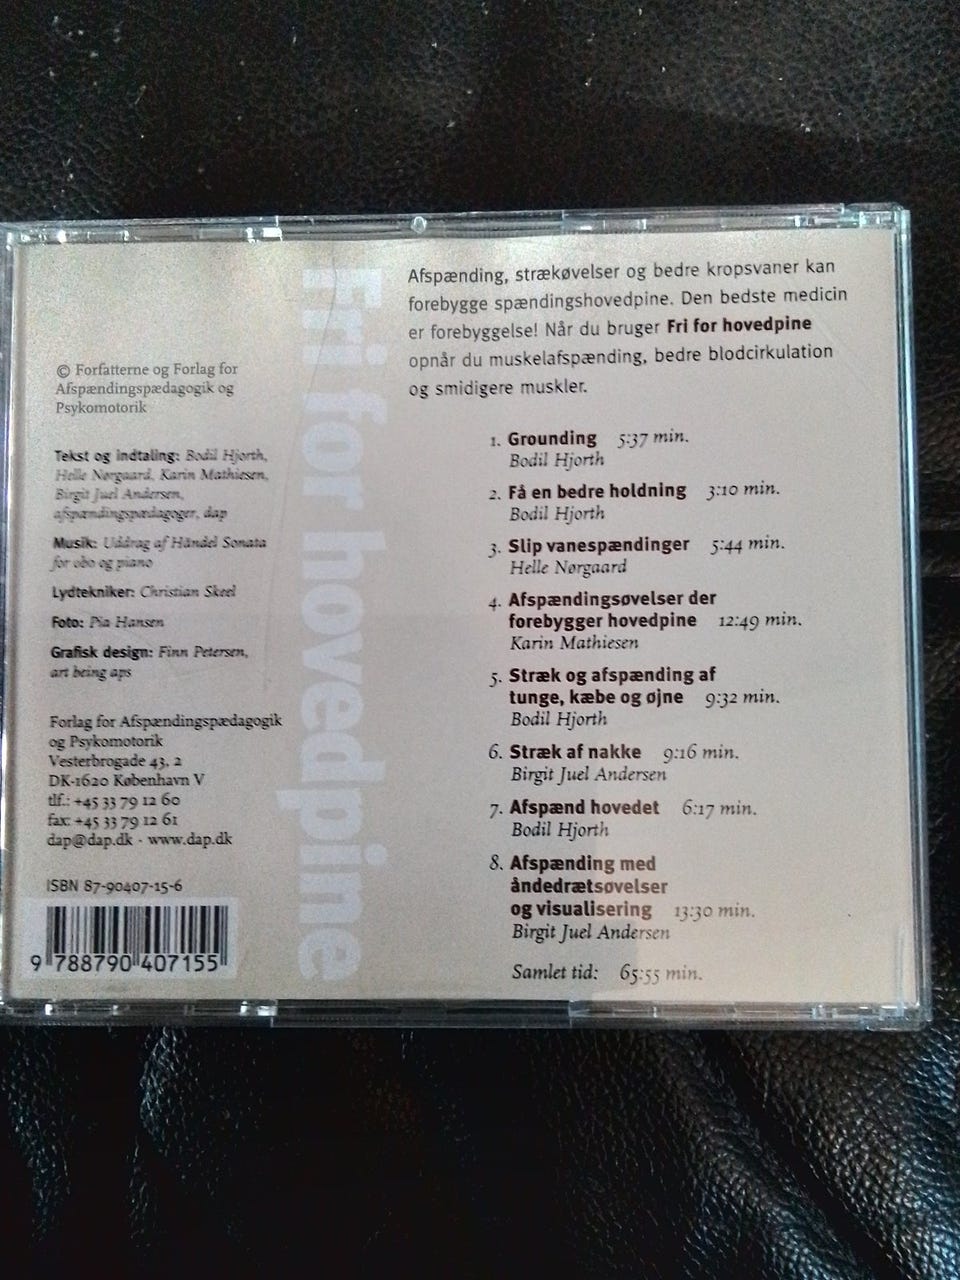 Fri for hovedpine
© Forfatterne og Forlag for
Afspændingspædagogik og
Psykomotorik
Tekst og indtaling: Bodil Hjorth,
Helle Nørgaard, Karin Mathiesen,
Birgit Juel Andersen,
afspændingspædagoger, dap
Musik: Uddrag af Händel Sonata
for obo og piano
Lydtekniker: Christian Skeel
Foto: Pia Hansen
Grafisk design: Finn Petersen,
art being aps
Forlag for Afspændingspædagogik
og Psykomotorik
Vesterbrogade 43, 2
DK-1620 København V
tlf.: +45 33 79 12 60
fax: +45 33 79 12 61
dap@dap.dk · www.dap.dk
ISBN 87-90407-15-6
9 788790 407155
Afspænding, strækøvelser og bedre kropsvaner kan
forebygge spændingshovedpine. Den bedste medicin
er forebyggelse! Når du bruger Fri for hovedpine
opnår du muskelafspænding, bedre blodcirkulation
og smidigere muskler.
1. Grounding 5:37 min.
Bodil Hjorth
2. Få en bedre holdning 3:10 min.
Bodil Hjorth
3. Slip vanespændinger 5:44 min.
Helle Nørgaard
4. Afspændingsøvelser der
forebygger hovedpine 12:49 min.
Karin Mathiesen
5. Stræk og afspænding af
tunge, kæbe og øjne 9:32 min.
Bodil Hjorth
6. Stræk af nakke 9:16 min.
Birgit Juel Andersen
7. Afspænd hovedet 6:17 min.
Bodil Hjorth
8. Afspænding med
åndedrætsøvelser
og visualisering 13:30 min.
Birgit Juel Andersen
Samlet tid: 65:55 min.